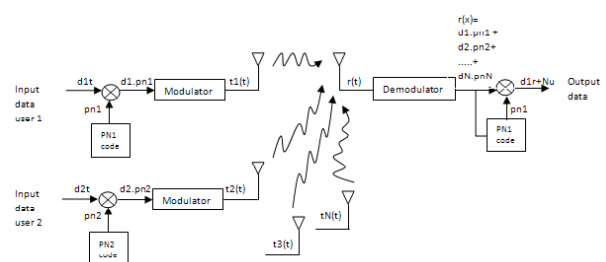 r(x)=
d1.pn1 +
d2.pn2+
.....+
dN.pnN
Input data user 1
d1t
d1.pn1
pn1
PN1 code
Modulator
t1(t)
r(t)
Demodulator
d1r+Nu
pn1
PN1 code
Output data
Input data user 2
d2t
d2.pn2
pn2
PN2 code
Modulator
t2(t)
t3(t)
tN(t)